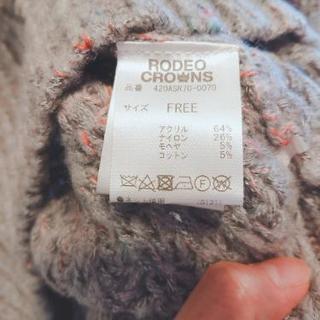 RODEO
CROWNS
品番 420ASR70-0070
サイズ FREE
アクリル 64%
ナイロン 26%
モヘヤ 5%
コットン 5%